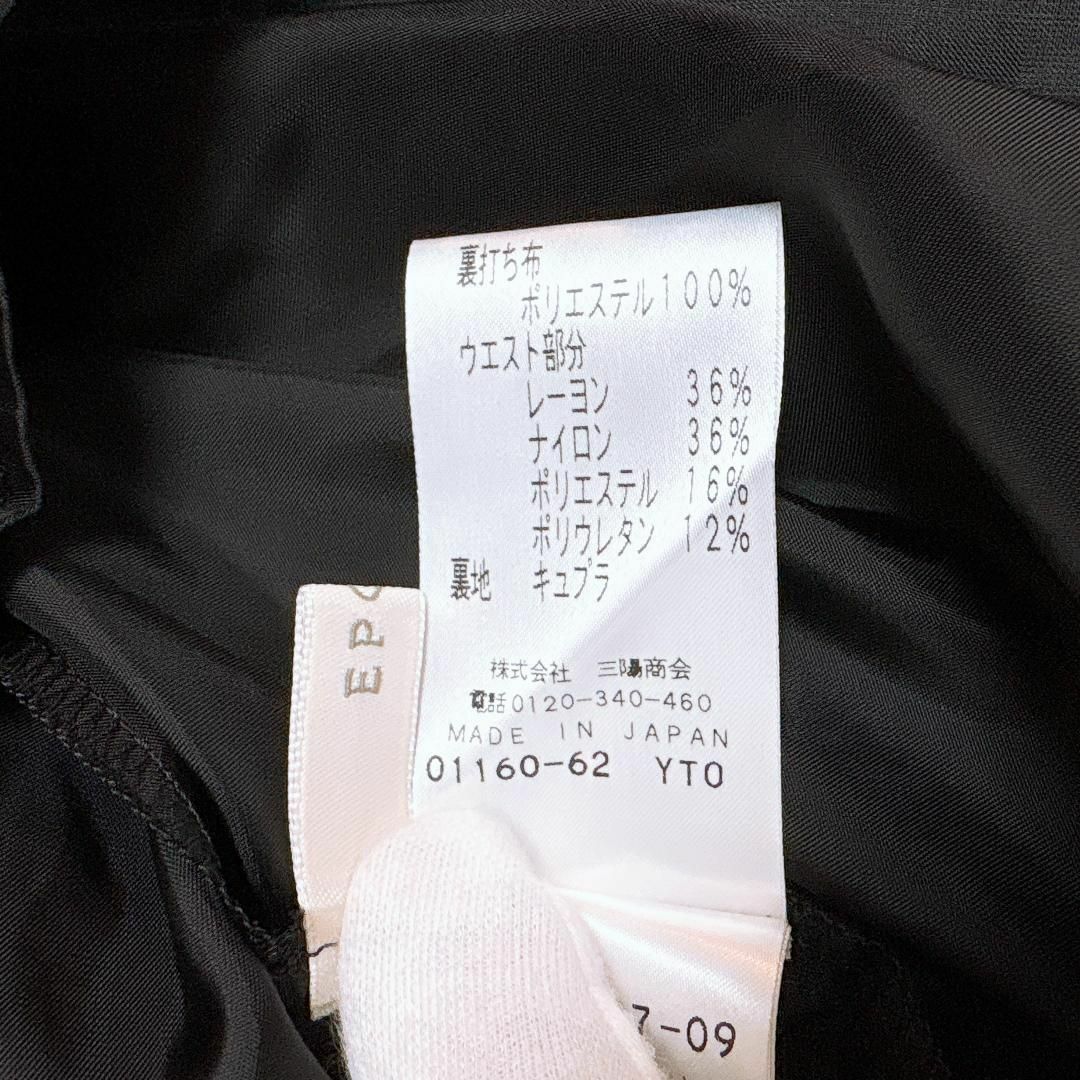 裏打ち布
ポリエステル100%
ウエスト部分
レーヨン 36%
ナイロン 36%
ポリエステル 16%
ポリウレタン 12%
裏地 キュプラ
株式会社 三陽商会
電話0120-340-460
MADE IN JAPAN
01160-62 YTO
EPO
7-09